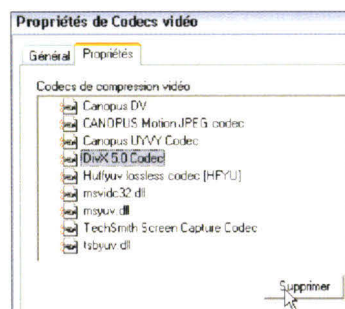 Propriétés de Codecs vidéo
Général Propriétés
Codecs de compression vidéo
Canopus DV
CANOPUS Motion JPEG codec
Canopus UYVY Codec
DivX 5.0 Codec
Huffyuv lossless codec [HFYU]
msvidc32.dll
msyuv.dll
TechSmith Screen Capture Codec
tsbyuv.dll
Supprimer